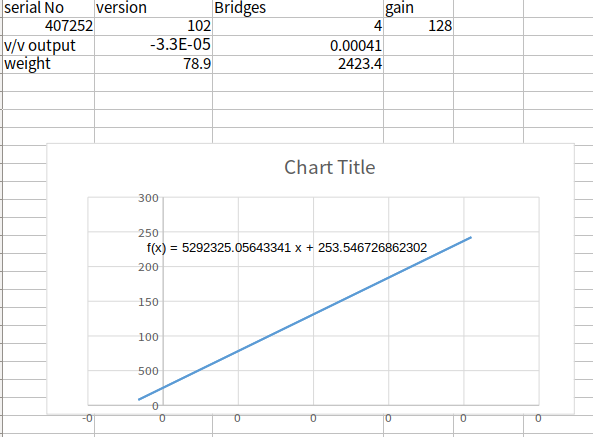 serial No version Bridges gain
407252 102 4 128
v/v output -3.3E-05 0.00041
weight 78.9 2423.4
Chart Title
300
250
f(x) = 5292325.05643341 x + 253.546726862302
200
150
100
500
0
-0 0 0 0 0 0 0